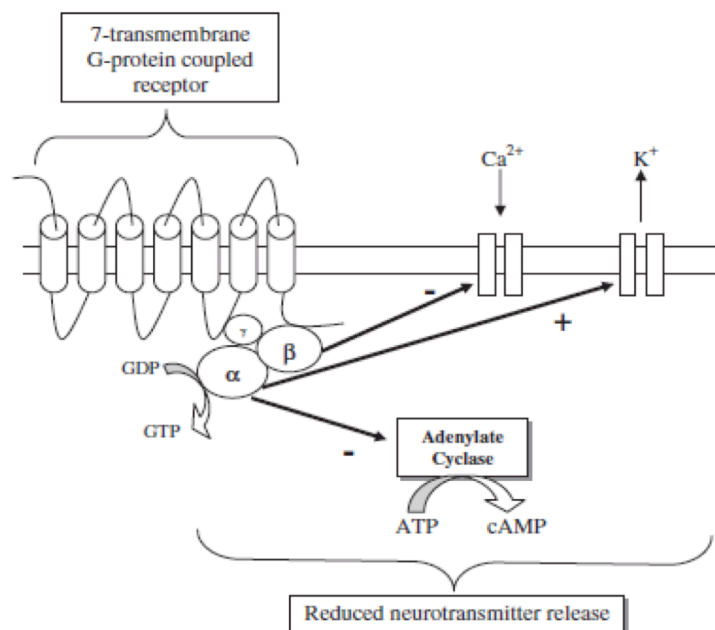 7-transmembrane
G-protein coupled
receptor
Ca2+
K+
-
+
γ
β
α
GDP
GTP
-
Adenylate
Cyclase
ATP
cAMP
Reduced neurotransmitter release